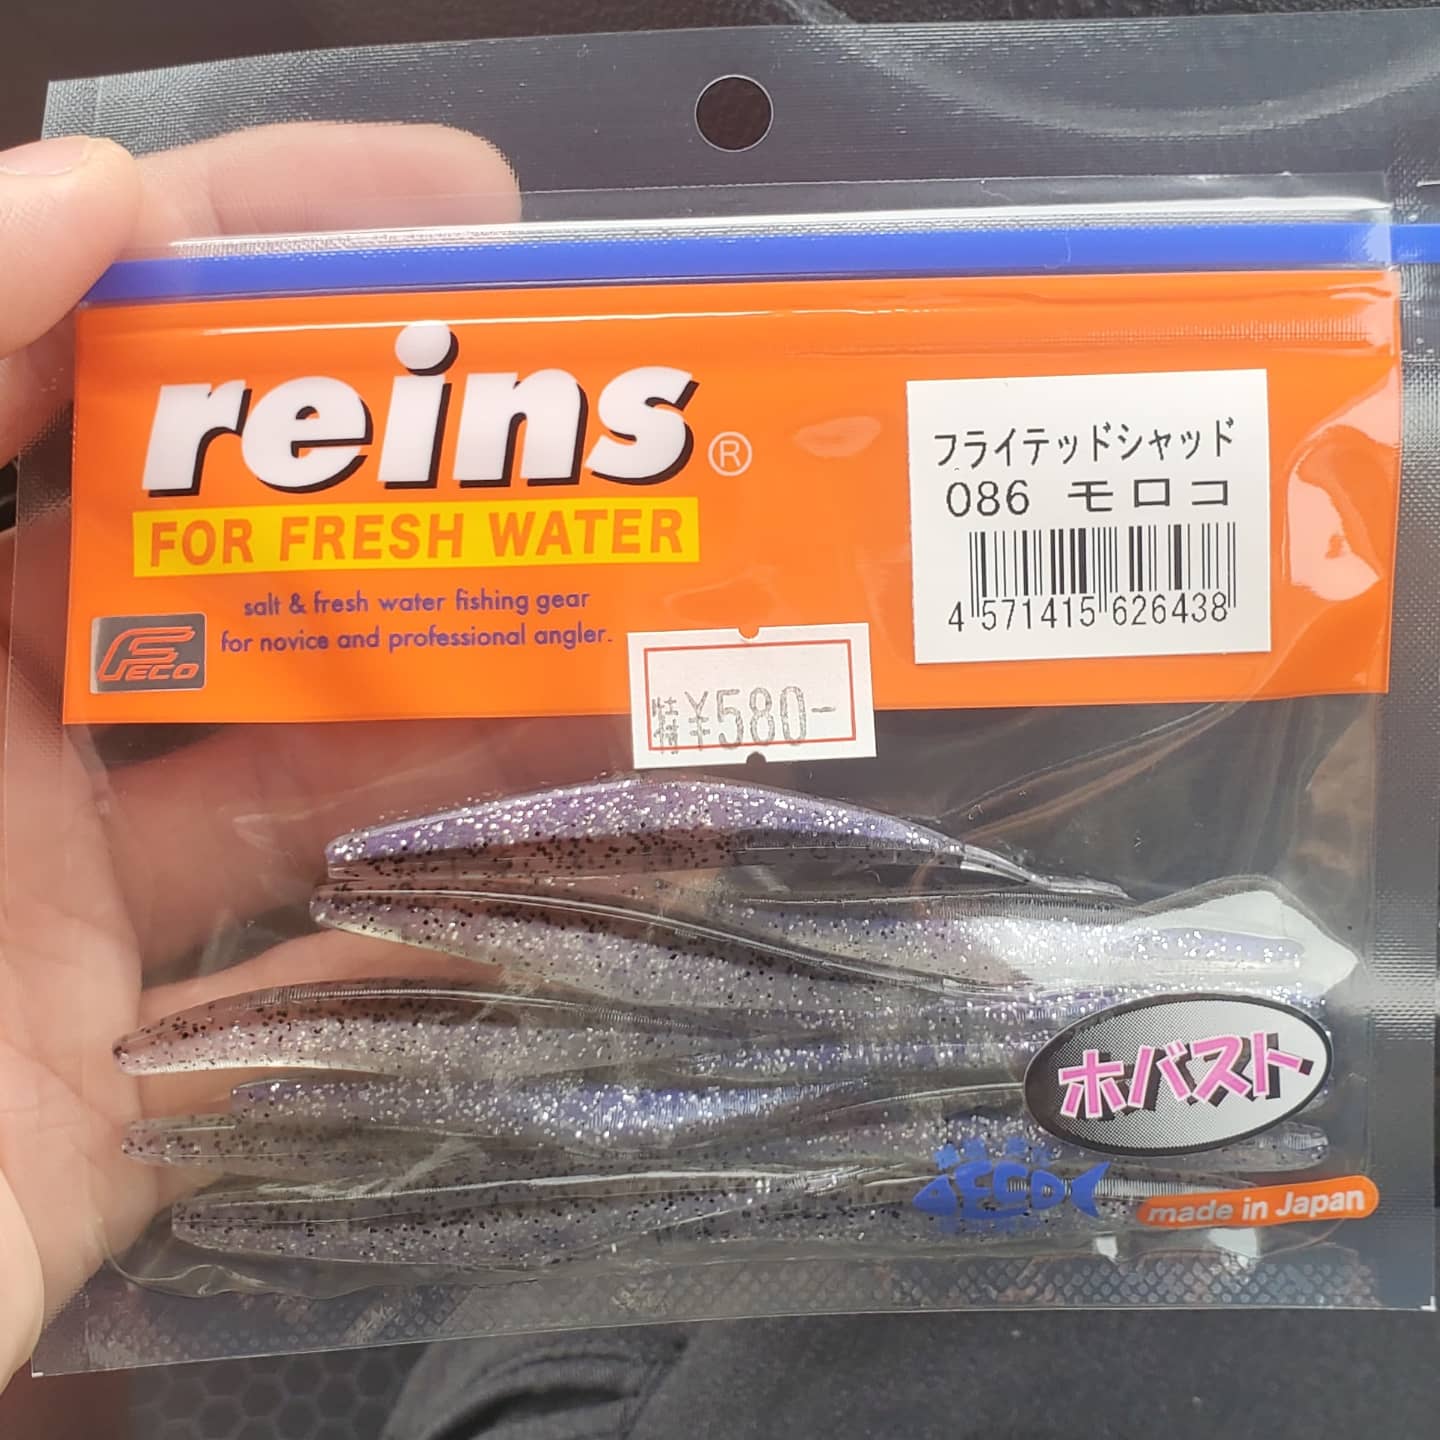 reins®
FOR FRESH WATER
salt & fresh water fishing gear
for novice and professional angler.
FECO
フライテッドシャッド
086 モロコ
4 571415 626438
特¥580-
ホバスト
ECO
made in Japan